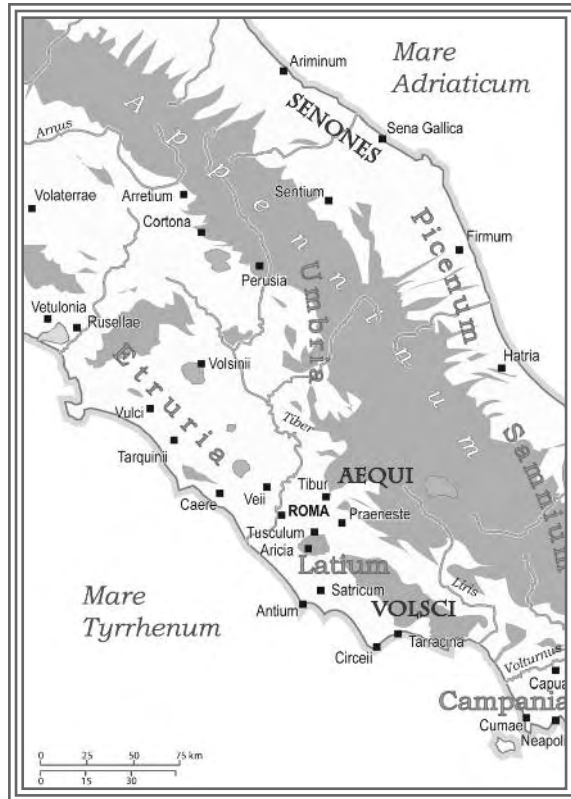 Mare
Adriaticum
Ariminum
SENONES
Sena Gallica
Arnus
Appenninum
Volaterrae
Arretium
Sentium
Cortona
Picenum
Firmum
Perusia
Umbria
Vetulonia
Rusellae
Volsinii
Hatria
Etruria
Vulci
Tiber
Tarquinii
Samnium
Caere
Veii
Tibur
AEQUI
ROMA
Praeneste
Tusculum
Aricia
Latium
Liris
Mare
Tyrrhenum
Satricum
Antium
VOLSCI
Circeii
Tarracina
Volturnus
Capua
Campania
Cumae
Neapoli
0 25 50 75 km
0 15 30